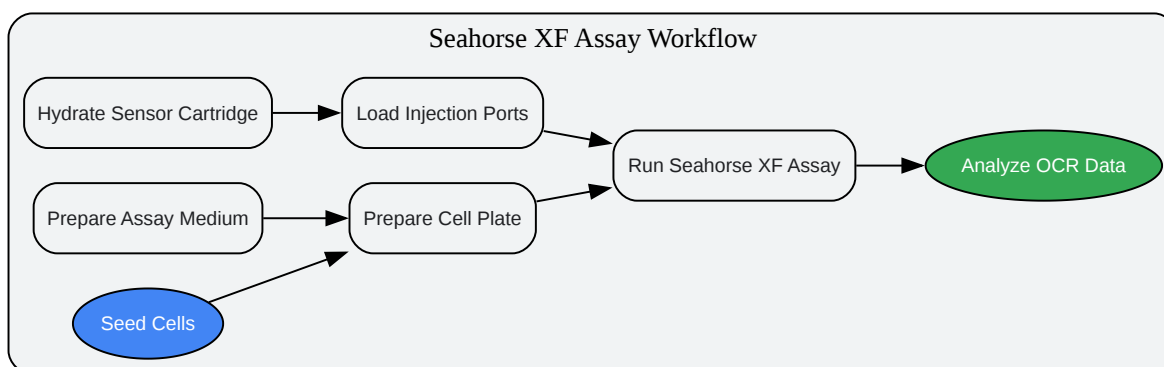 Seahorse XF Assay Workflow
Hydrate Sensor Cartridge
Load Injection Ports
Run Seahorse XF Assay
Analyze OCR Data
Prepare Assay Medium
Prepare Cell Plate
Seed Cells